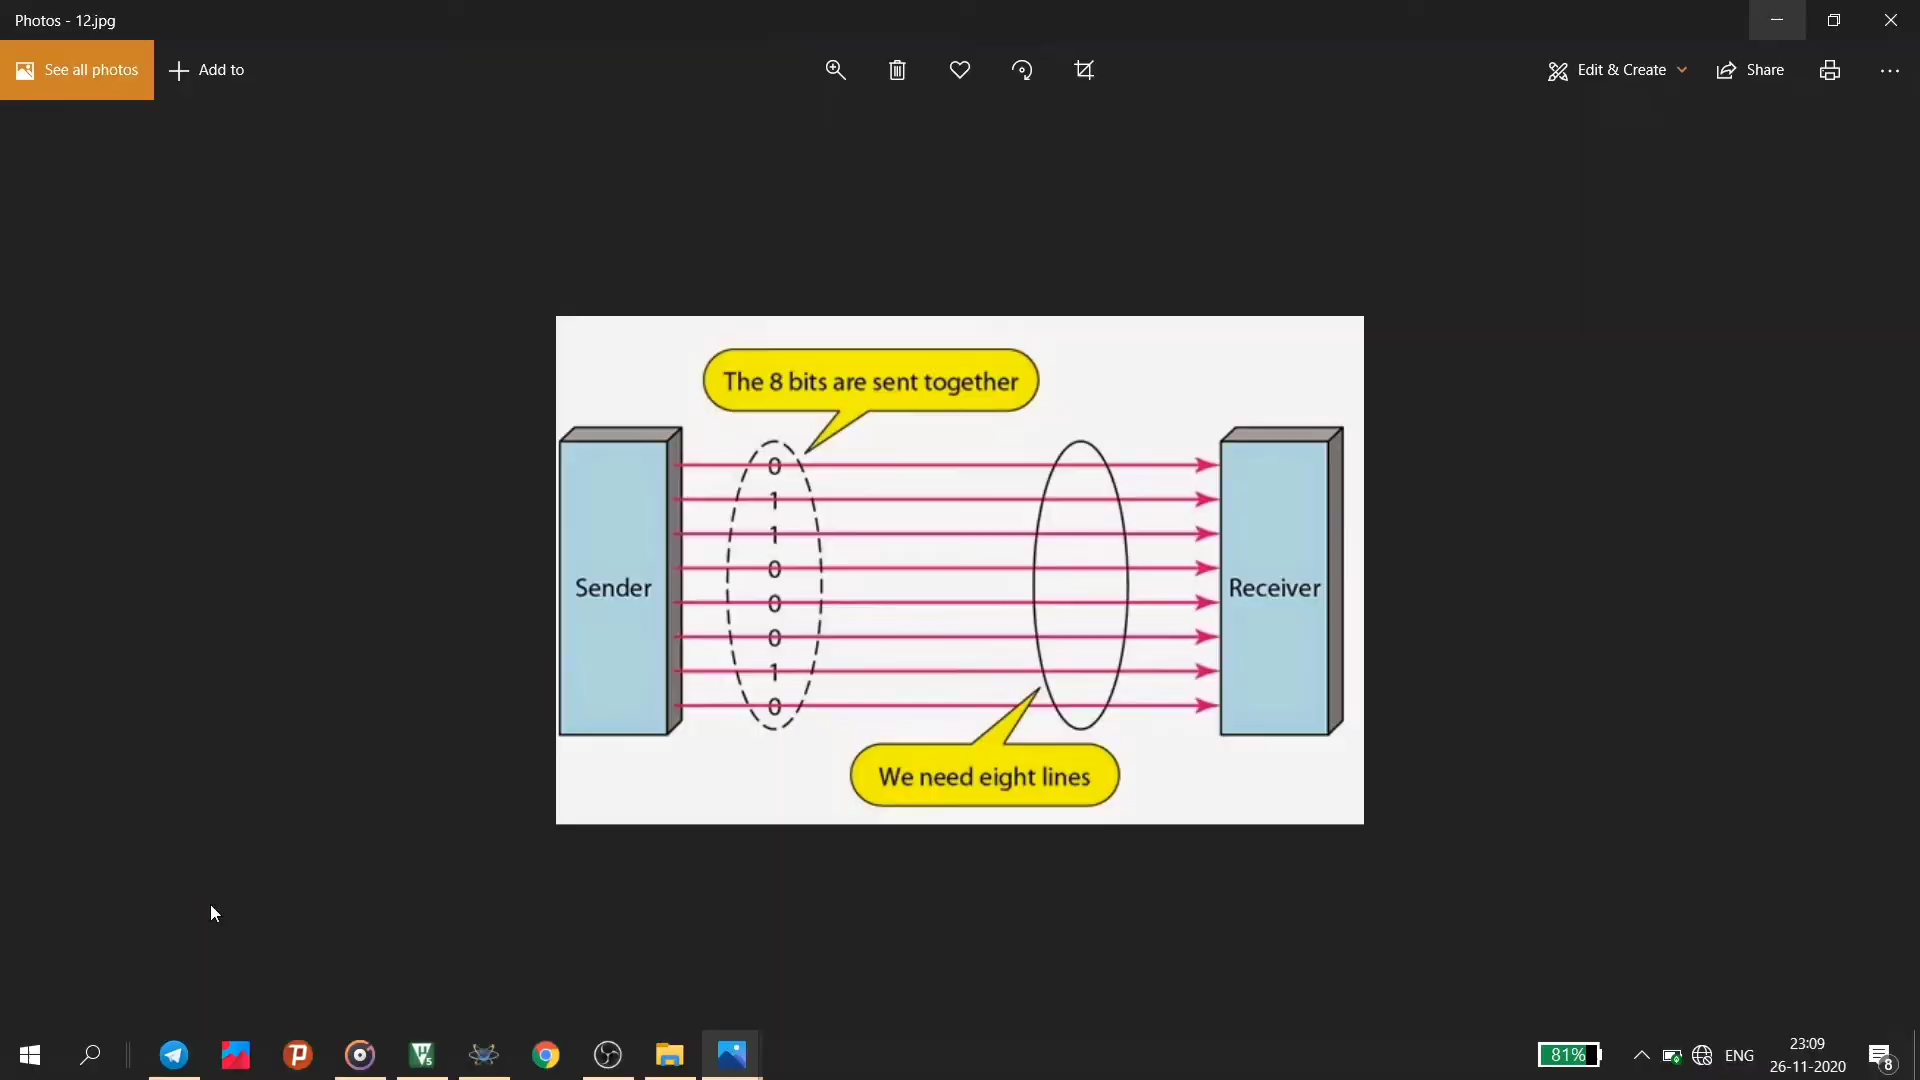 Photos - 12.jpg
See all photos
Add to
Edit & Create
Share
The 8 bits are sent together
0
1
1
0
0
0
1
0
Sender
Receiver
We need eight lines
81%
ENG
23:09
26-11-2020
8